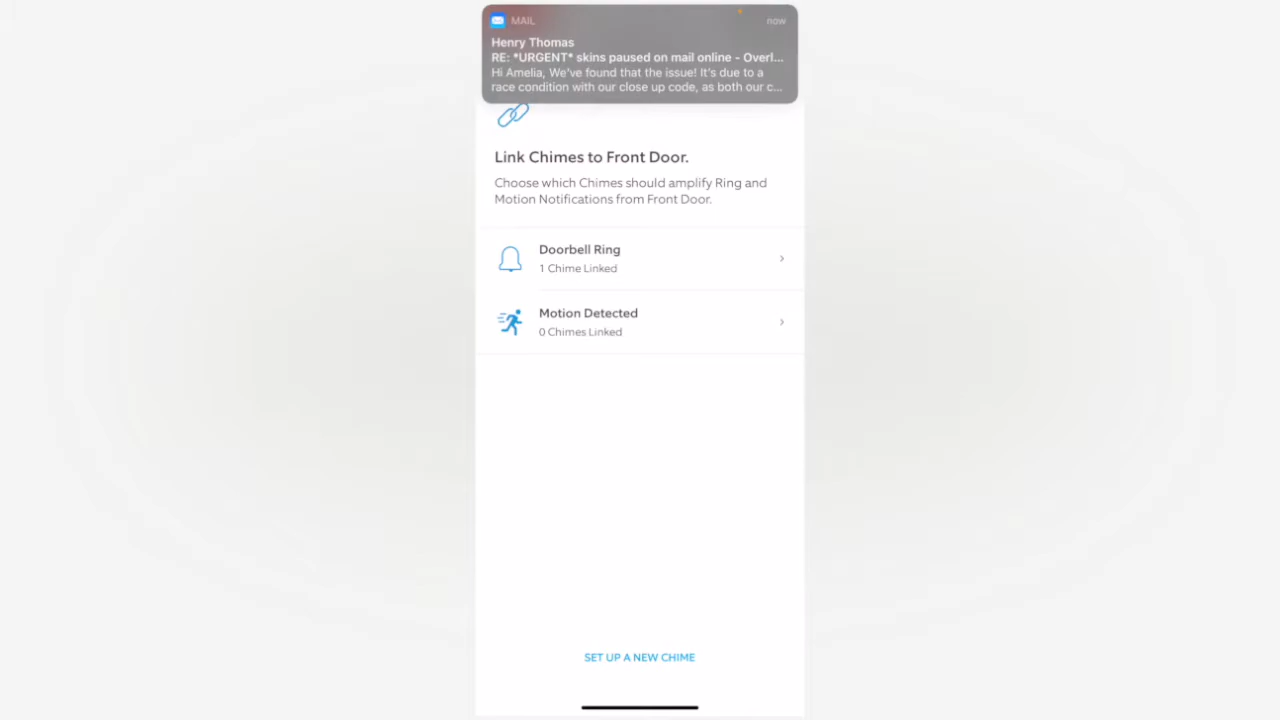 MAIL
now
Henry Thomas
RE: *URGENT* skins paused on mail online - Overl...
Hi Amelia, We've found that the issue! It's due to a
race condition with our close up code, as both our c...
Link Chimes to Front Door.
Choose which Chimes should amplify Ring and
Motion Notifications from Front Door.
Doorbell Ring
1 Chime Linked
Motion Detected
0 Chimes Linked
SET UP A NEW CHIME